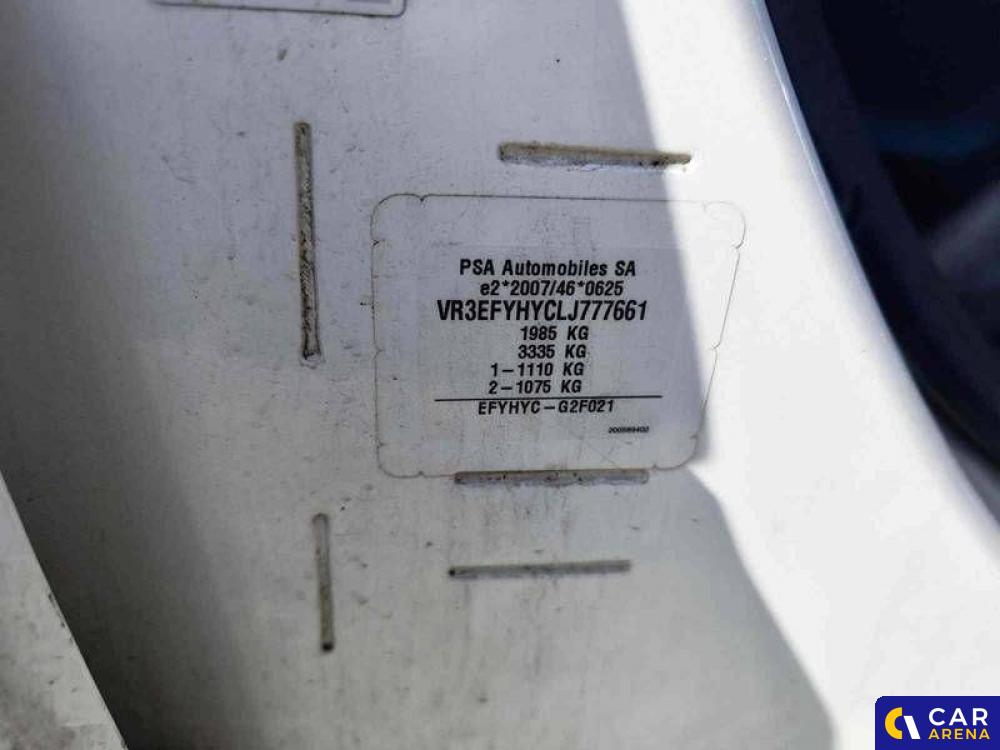 PSA Automobiles SA
e2*2007/46*0625
VR3EFYHYCLJ777661
1985 KG
3335 KG
1-1110 KG
2-1075 KG
EFYHYC-G2F021
CAR
ARENA